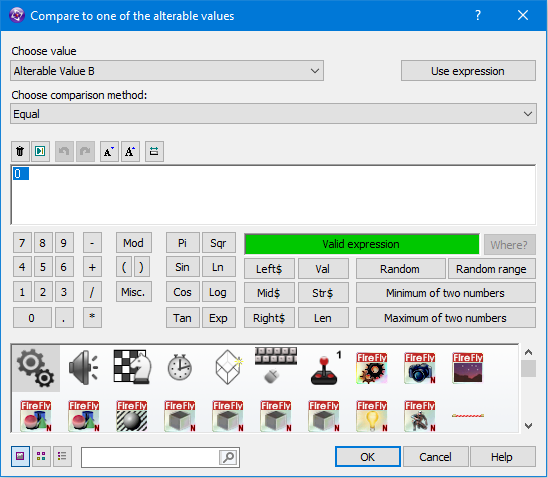 Compare to one of the alterable values
Choose value
Alterable Value B
Use expression
Choose comparison method:
Equal
A A
0
7 8 9 - Mod Pi Sqr Valid expression Where?
4 5 6 + ( ) Sin Ln Left$ Val Random Random range
1 2 3 / Misc. Cos Log Mid$ Str$ Minimum of two numbers
0 . * Tan Exp Right$ Len Maximum of two numbers
1 FireFly N FireFly N FireFly N
FireFly N FireFly N FireFly N FireFly N FireFly N FireFly N FireFly N FireFly N FireFly N
OK Cancel Help